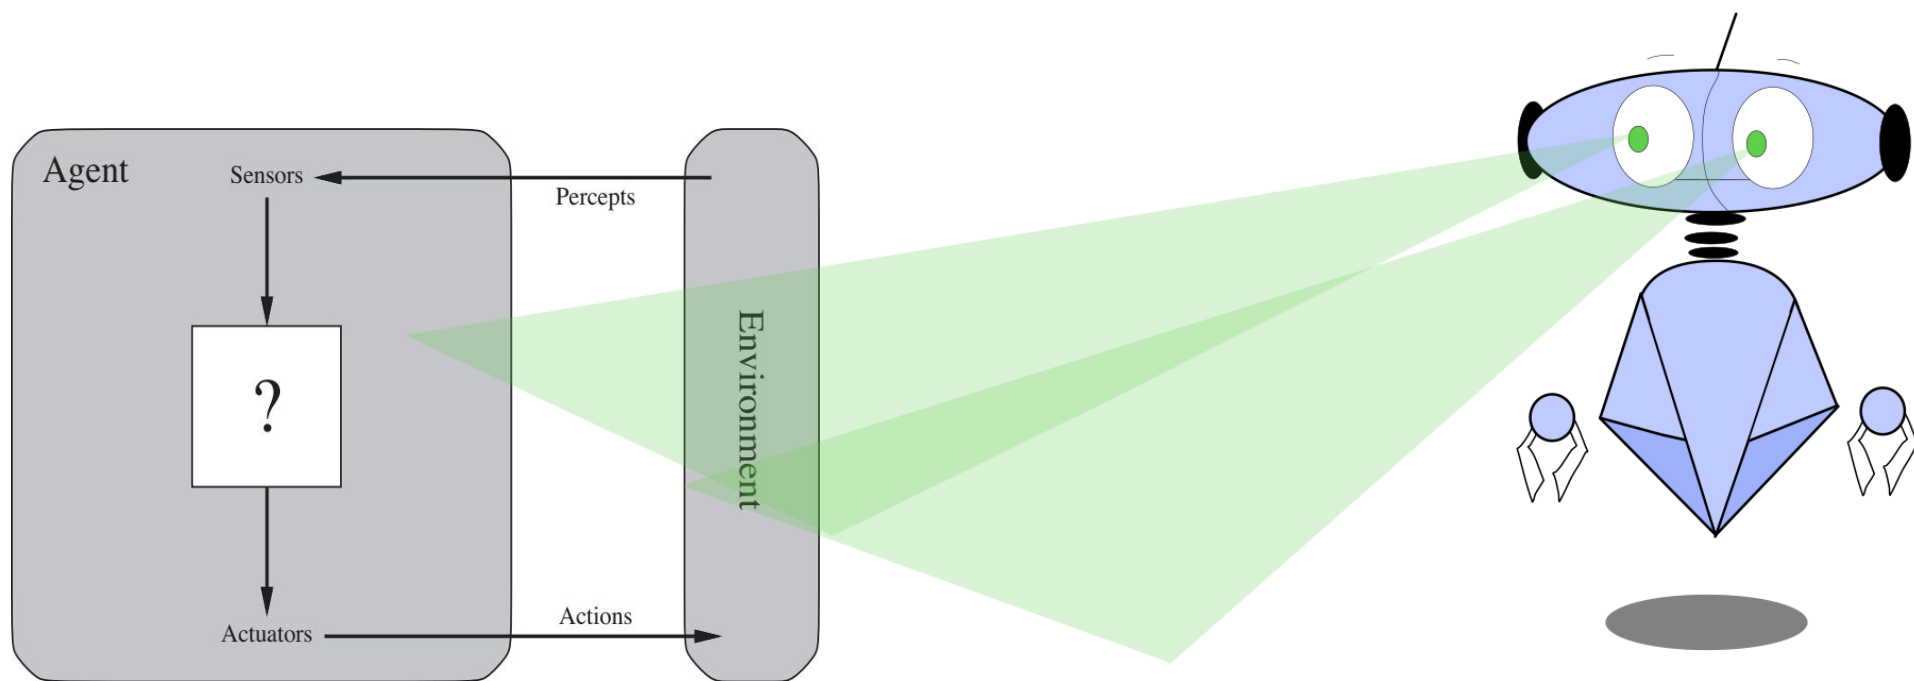 Agent
Sensors
Percepts
?
Environment
Actions
Actuators